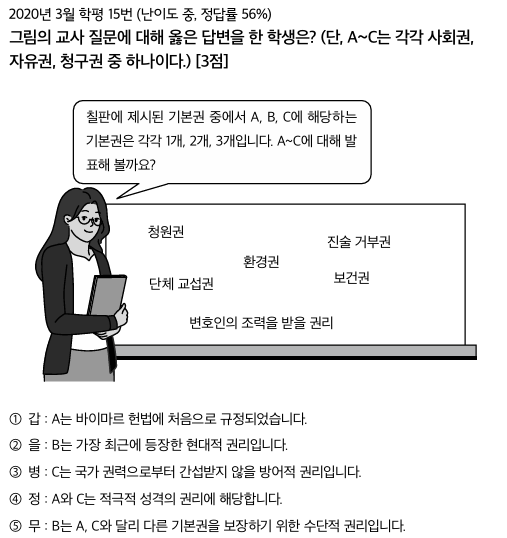 2020년 3월 학평 15번 (난이도 중, 정답률 56%)
그림의 교사 질문에 대해 옳은 답변을 한 학생은? (단, A~C는 각각 사회권,
자유권, 청구권 중 하나이다.) [3점]
칠판에 제시된 기본권 중에서 A, B, C에 해당하는
기본권은 각각 1개, 2개, 3개입니다. A~C에 대해 발
표해 볼까요?
청원권
진술 거부권
환경권
단체 교섭권
보건권
변호인의 조력을 받을 권리
① 갑 : A는 바이마르 헌법에 처음으로 규정되었습니다.
② 을 : B는 가장 최근에 등장한 현대적 권리입니다.
③ 병 : C는 국가 권력으로부터 간섭받지 않을 방어적 권리입니다.
④ 정 : A와 C는 적극적 성격의 권리에 해당합니다.
⑤ 무 : B는 A, C와 달리 다른 기본권을 보장하기 위한 수단적 권리입니다.